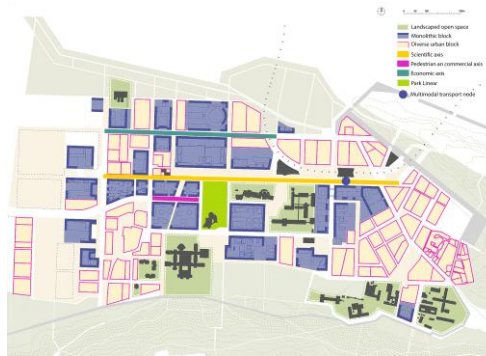 Landscaped open space
Monolithic block
Diverse urban block
Scientific axis
Pedestrian an commercial axis
Economic axis
Park Linear
Multimodal transport node